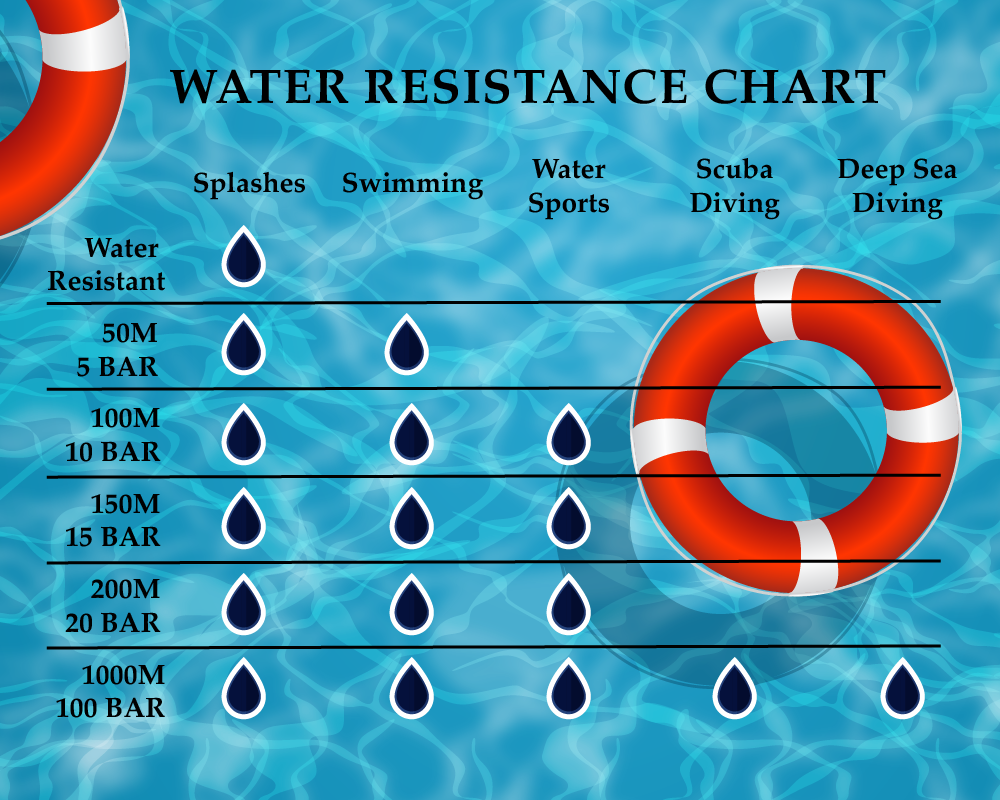 WATER RESISTANCE CHART
Splashes
Swimming
Water
Sports
Scuba
Diving
Deep Sea
Diving
Water
Resistant
50M
5 BAR
100M
10 BAR
150M
15 BAR
200M
20 BAR
1000M
100 BAR